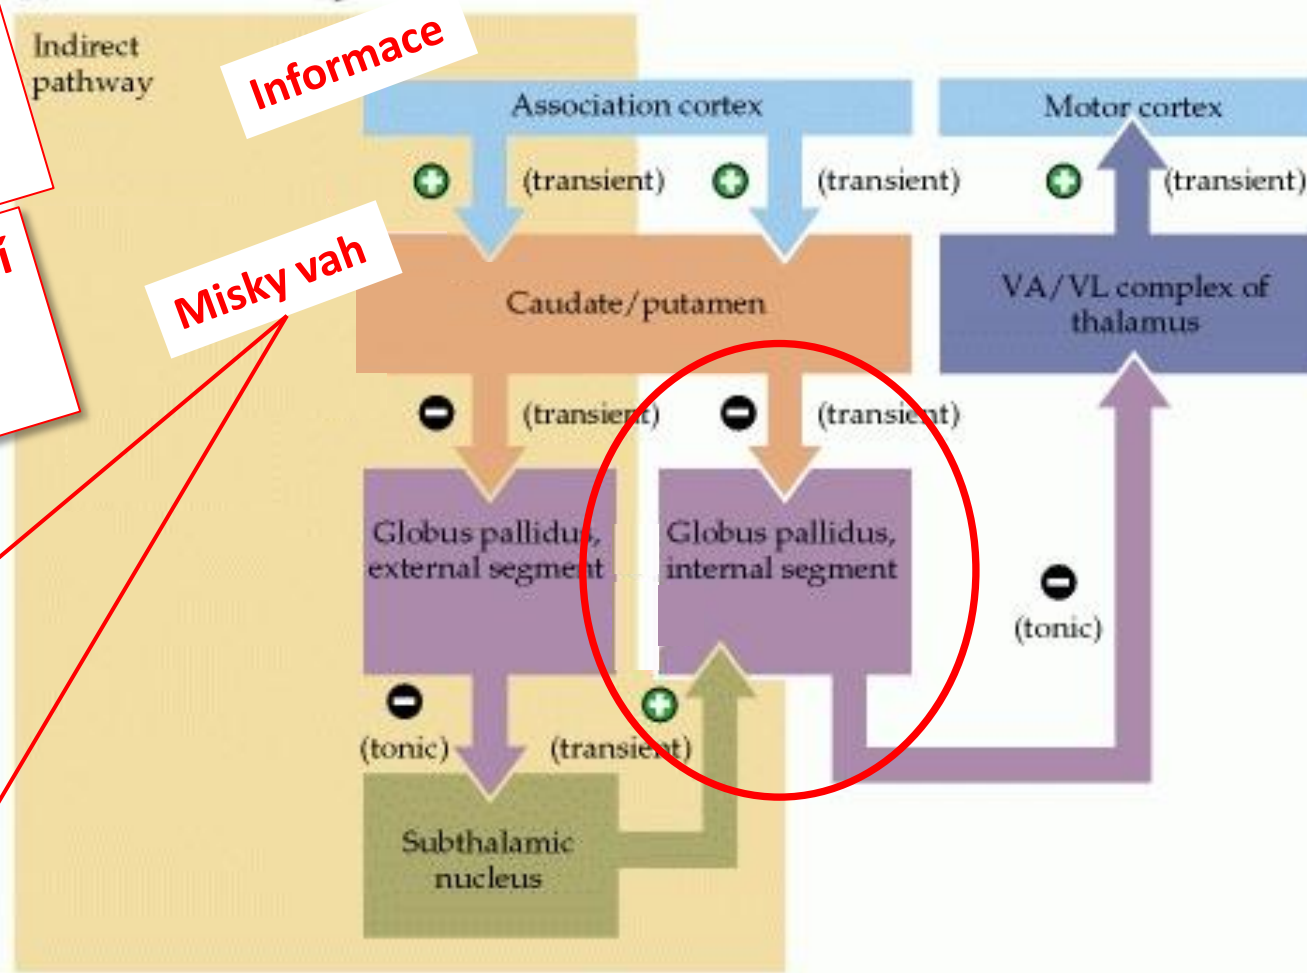 Indirect
pathway
Informace
Association cortex
Motor cortex
(transient)
(transient)
(transient)
í
Misky vah
Caudate/putamen
VA/VL complex of
thalamus
(transient)
(transient)
Globus pallidus,
external segment
Globus pallidus,
internal segment
(tonic)
(tonic)
(transient)
Subthalamic
nucleus